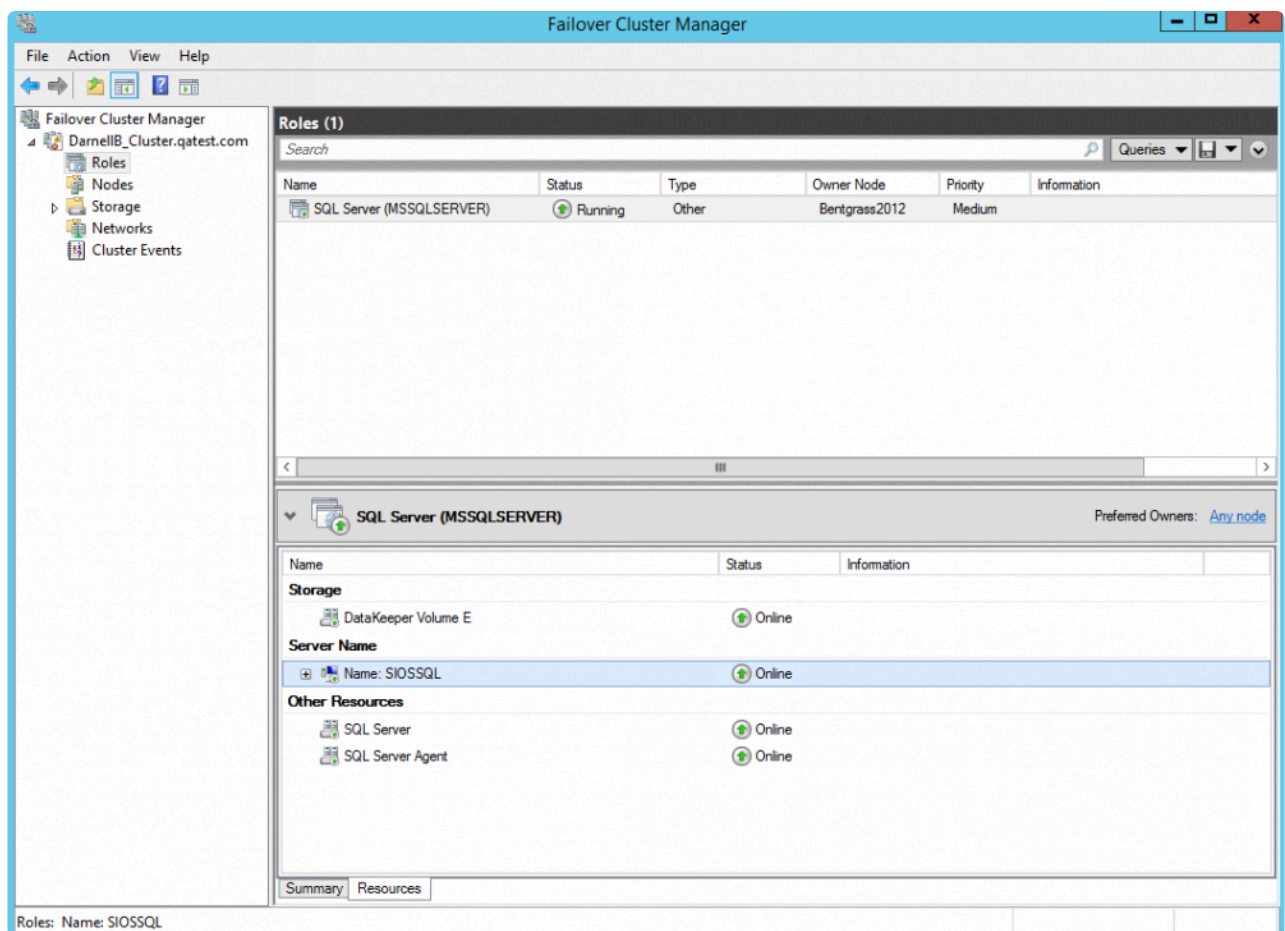 Failover Cluster Manager
File Action View Help
Failover Cluster Manager
DarnellB_Cluster.qatest.com
Roles
Nodes
Storage
Networks
Cluster Events
Roles (1)
Search
Queries
Name Status Type Owner Node Priority Information
SQL Server (MSSQLSERVER) Running Other Bentgrass2012 Medium
SQL Server (MSSQLSERVER) Preferred Owners: Any node
Name Status Information
Storage
DataKeeper Volume E Online
Server Name
Name: SIOSSQL Online
Other Resources
SQL Server Online
SQL Server Agent Online
Summary Resources
Roles: Name: SIOSSQL